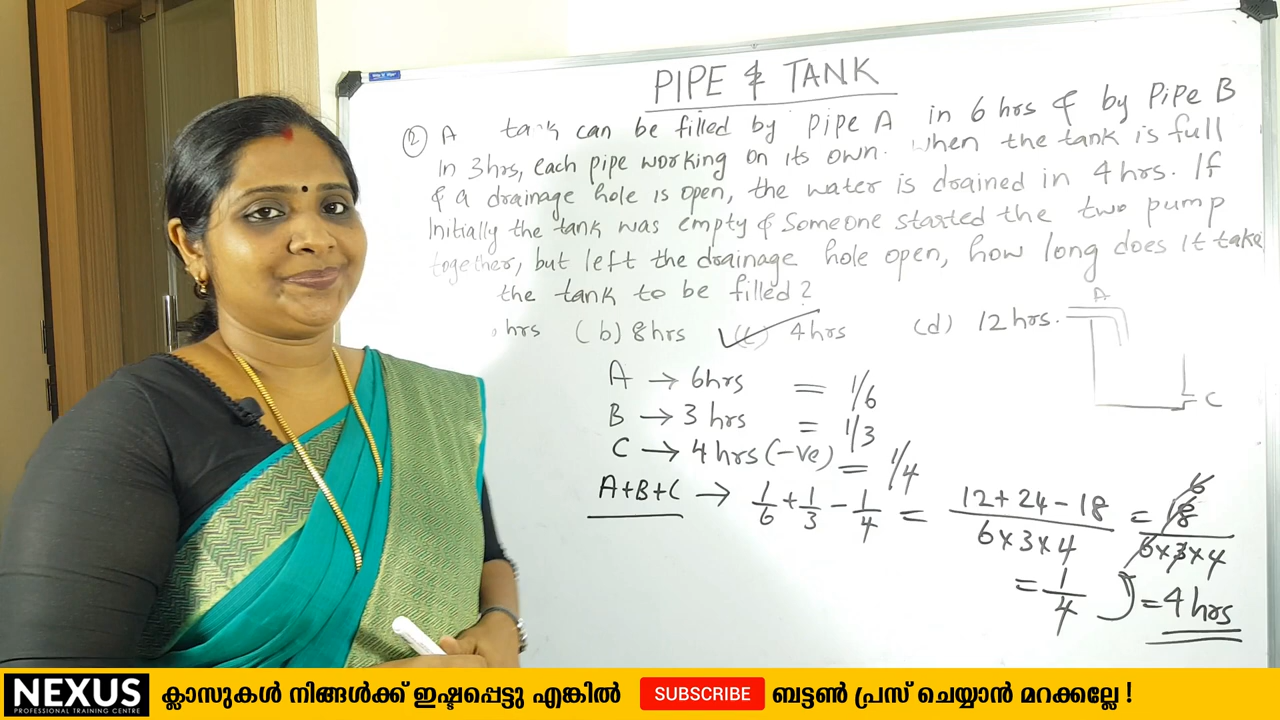 PIPE & TANK
② A tank can be filled by pipe A in 6 hrs & by Pipe B
In 3hrs, each pipe working on its own. When the tank is full
& a drainage hole is open, the water is drained in 4 hrs. If
Initially the tank was empty & Someone started the two pump
together, but left the drainage hole open, how long does it take
the tank to be filled?
hrs (b) 8hrs (c) 4hrs (d) 12 hrs.
A
C
A → 6hrs = 1/6
B → 3 hrs = 1/3
C → 4 hrs (-ve) = 1/4
A+B+C → 1/6 + 1/3 - 1/4 = 12+24-18 / 6×3×4 = 18 6 / 6×3×4
= 1/4 ) = 4 hrs
NEXUS
PROFESSIONAL TRAINING CENTRE
ക്ലാസുകൾ നിങ്ങൾക്ക് ഇഷ്ടപ്പെട്ടു എങ്കിൽ SUBSCRIBE ബട്ടൺ പ്രസ് ചെയ്യാൻ മറക്കല്ലേ !